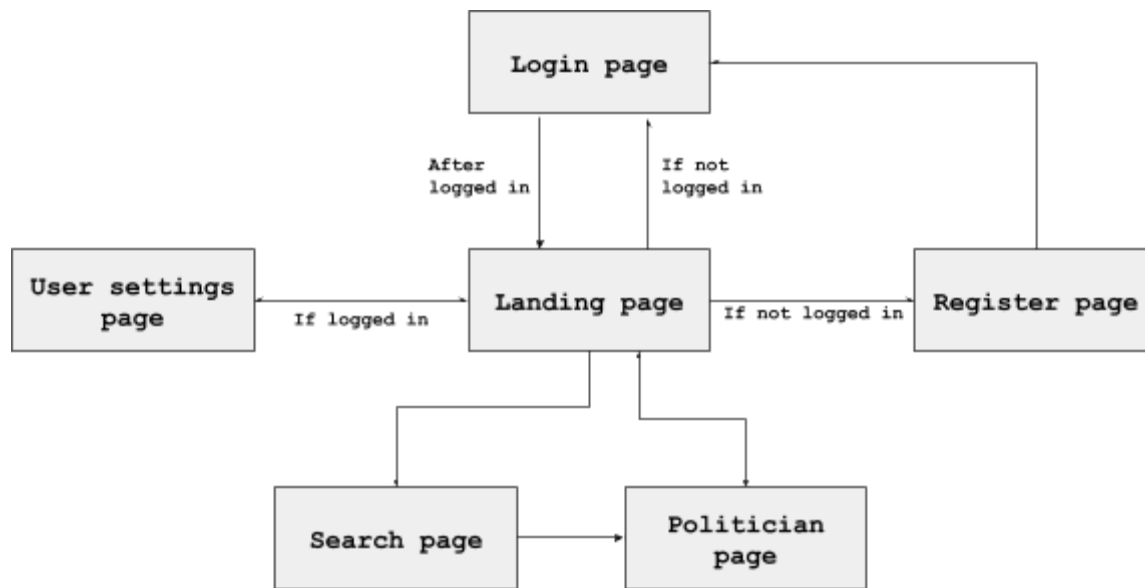 Login page
After
logged in
If not
logged in
User settings
page
If logged in
Landing page
If not logged in
Register page
Search page
Politician
page